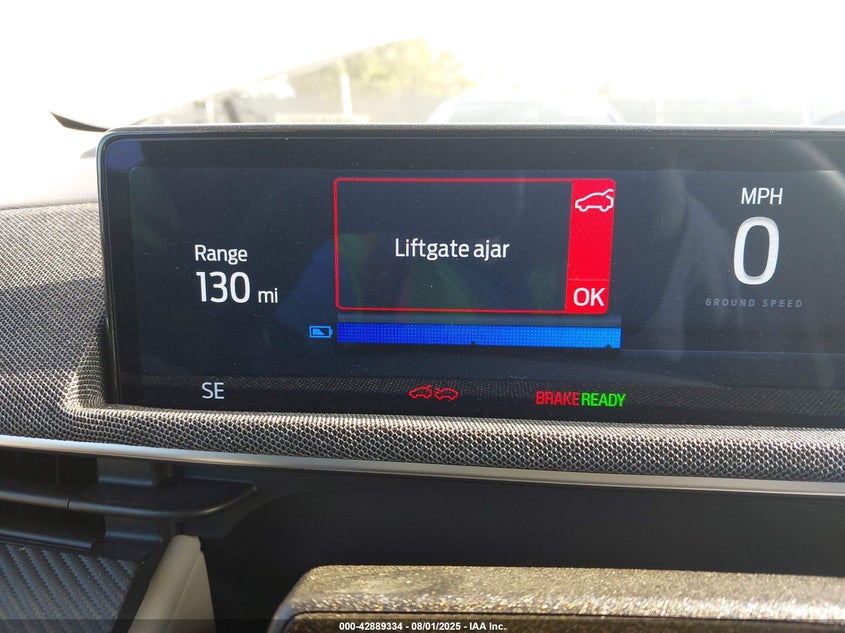 Range
130 mi
Liftgate ajar
OK
MPH
0
GROUND SPEED
SE
BRAKE READY
000-42889334 - 08/01/2025 - IAA Inc.